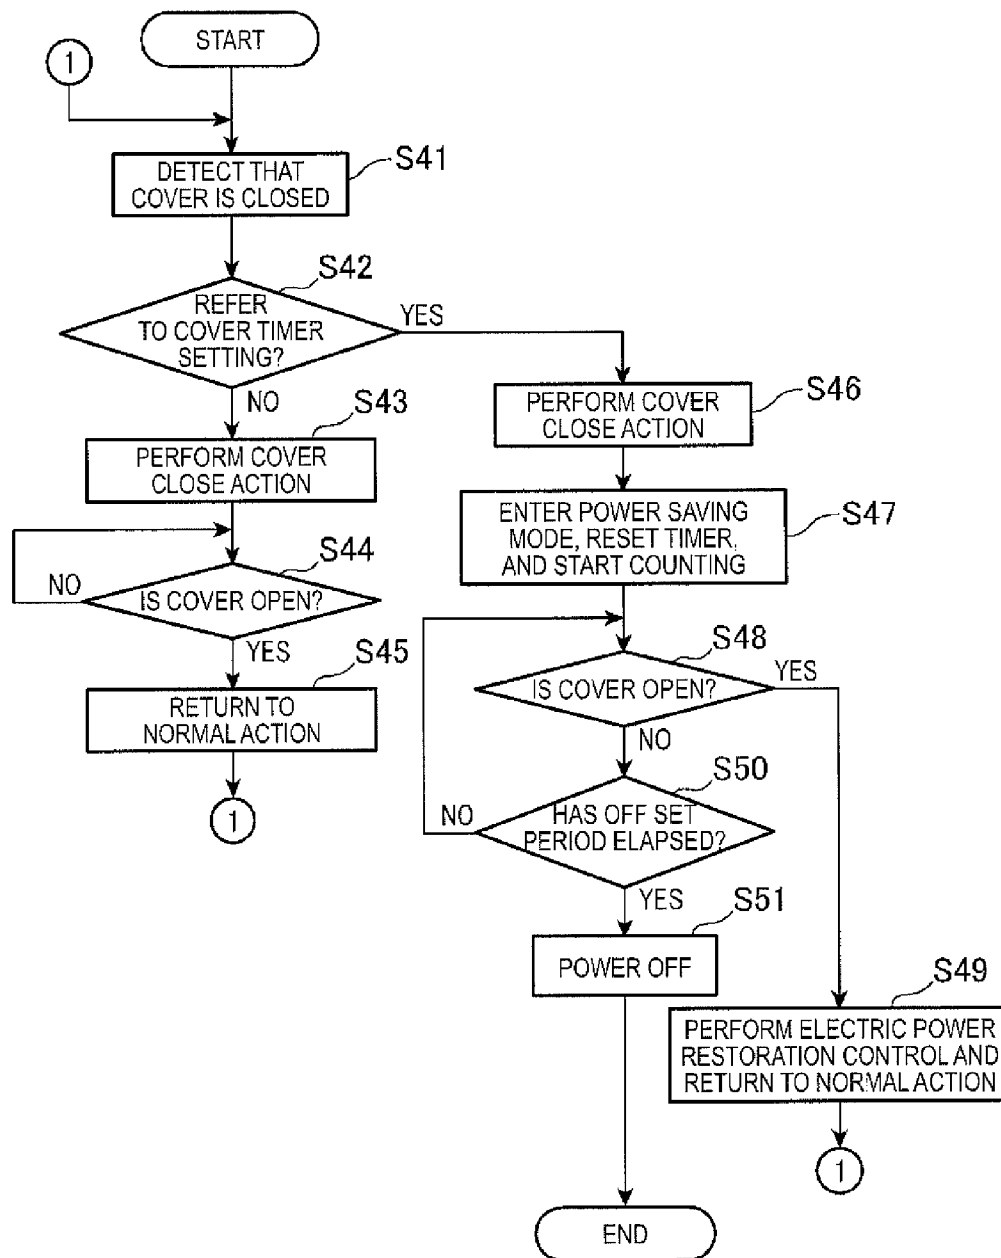 START
1
S41
DETECT THAT
COVER IS CLOSED
S42
REFER
TO COVER TIMER
SETTING?
YES
NO
S43
PERFORM COVER
CLOSE ACTION
S44
NO
IS COVER OPEN?
YES
S45
RETURN TO
NORMAL ACTION
1
S46
PERFORM COVER
CLOSE ACTION
S47
ENTER POWER SAVING
MODE, RESET TIMER,
AND START COUNTING
S48
IS COVER OPEN?
YES
NO
S50
NO
HAS OFF SET
PERIOD ELAPSED?
YES
S51
POWER OFF
S49
PERFORM ELECTRIC POWER
RESTORATION CONTROL AND
RETURN TO NORMAL ACTION
1
END